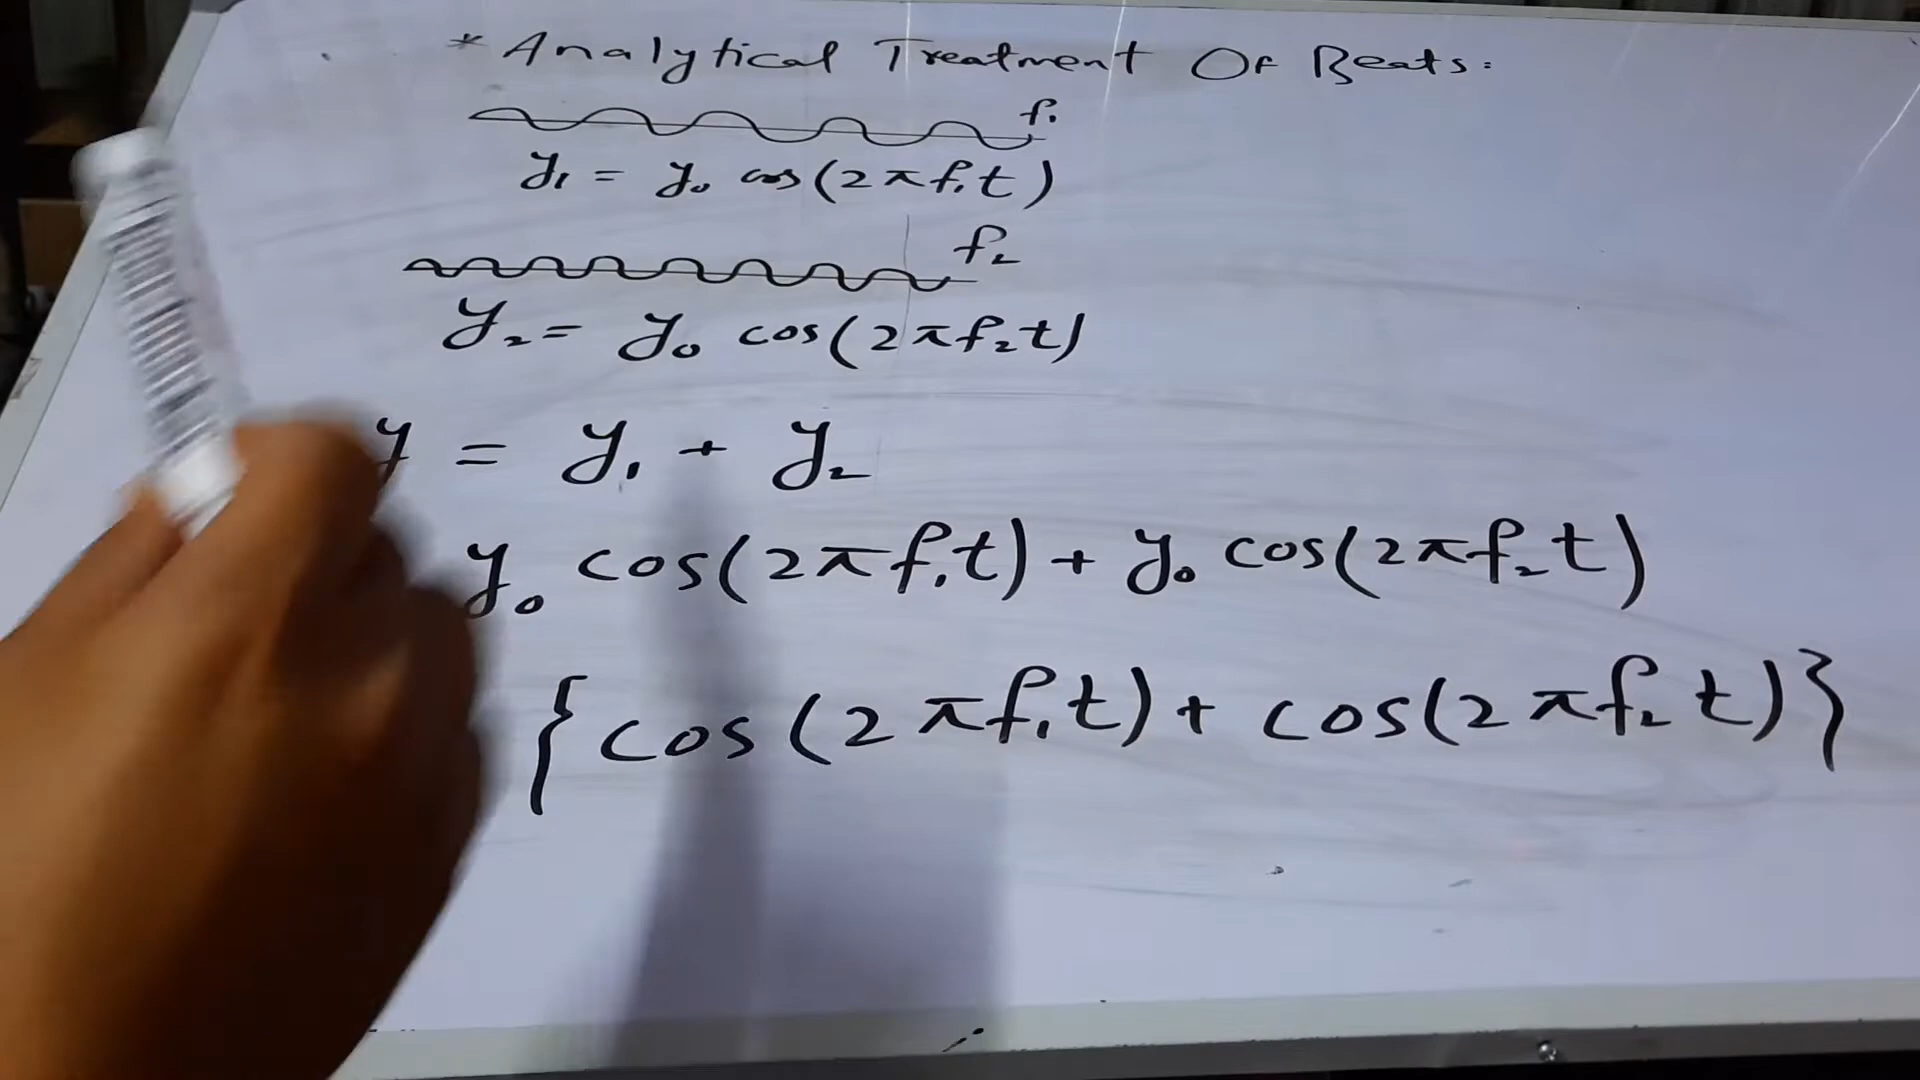 * Analytical Treatment Of Beats:
f₁
y₁ = y₀ cos(2πf₁t)
f₂
y₂ = y₀ cos(2πf₂t)
y = y₁ + y₂
y₀ cos(2πf₁t) + y₀ cos(2πf₂t)
{cos(2πf₁t) + cos(2πf₂t)}